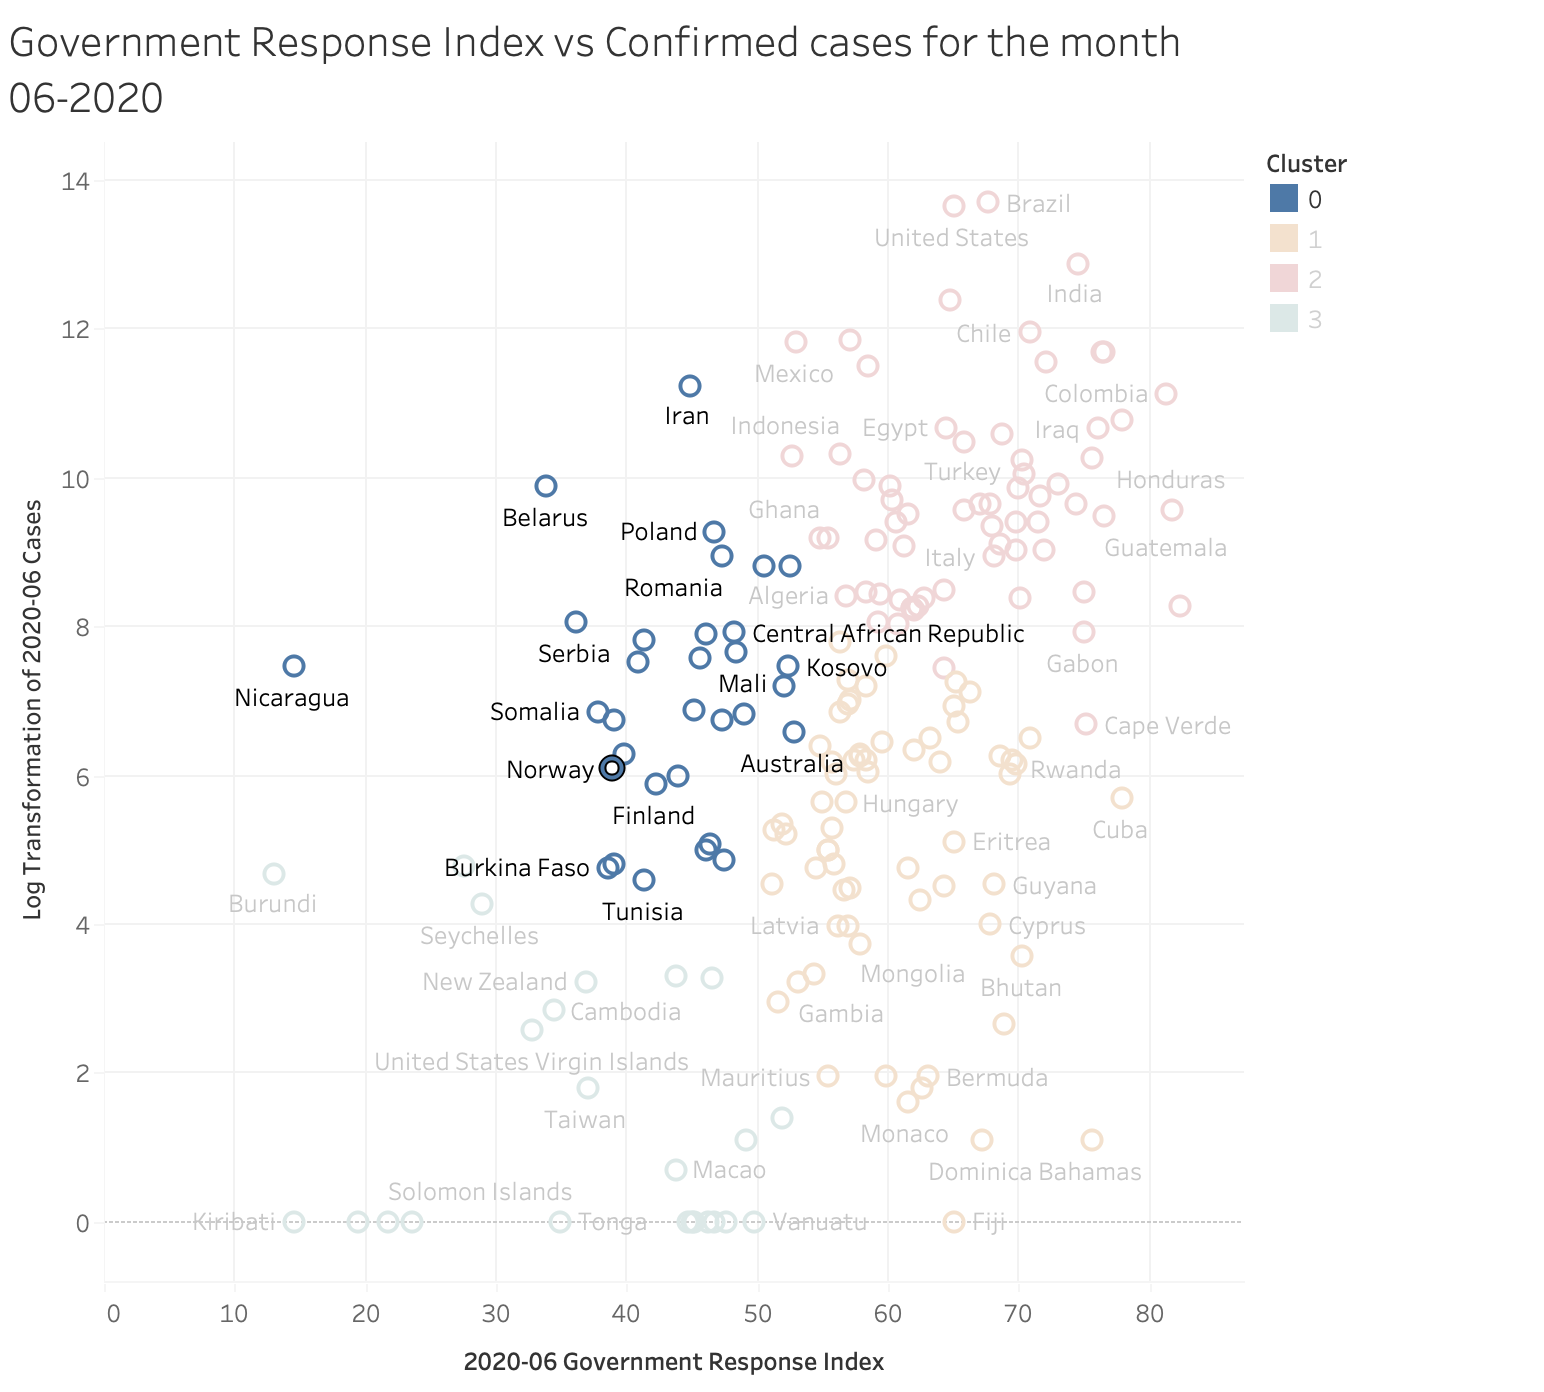 Government Response Index vs Confirmed cases for the month
06-2020
Cluster
0
1
2
3
14
12
10
8
6
4
2
0
Log Transformation of 2020-06 Cases
Brazil
United States
India
Chile
Mexico
Colombia
Iran
Indonesia
Egypt
Iraq
Turkey
Honduras
Belarus
Ghana
Poland
Guatemala
Italy
Romania
Algeria
Central African Republic
Serbia
Kosovo
Gabon
Mali
Nicaragua
Somalia
Cape Verde
Australia
Norway
Rwanda
Hungary
Finland
Cuba
Eritrea
Burkina Faso
Guyana
Burundi
Tunisia
Latvia
Cyprus
Seychelles
Mongolia
New Zealand
Bhutan
Cambodia
Gambia
United States Virgin Islands
Mauritius
Bermuda
Taiwan
Monaco
Macao
Dominica Bahamas
Solomon Islands
Kiribati
Tonga
Vanuatu
Fiji
0 10 20 30 40 50 60 70 80
2020-06 Government Response Index